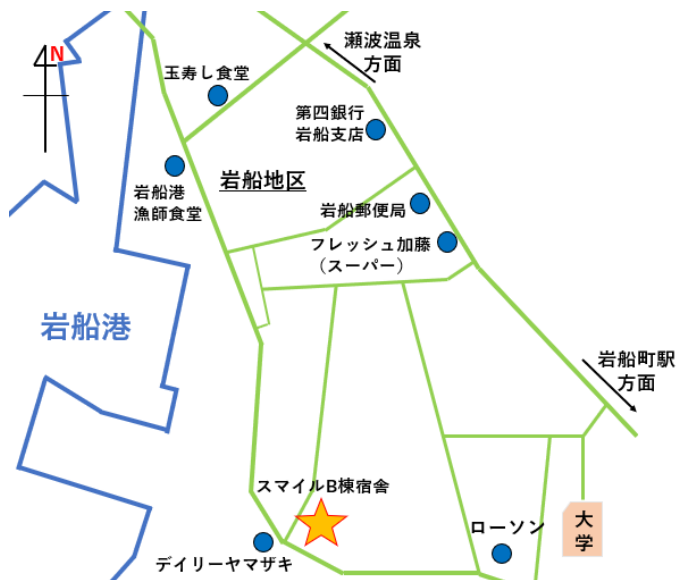 N
瀬波温泉
方面
玉寿し食堂
第四銀行
岩船支店
岩船地区
岩船港
漁師食堂
岩船郵便局
フレッシュ加藤
（スーパー）
岩船港
岩船町駅
方面
スマイルB棟宿舎
デイリーヤマザキ
ローソン
大
学